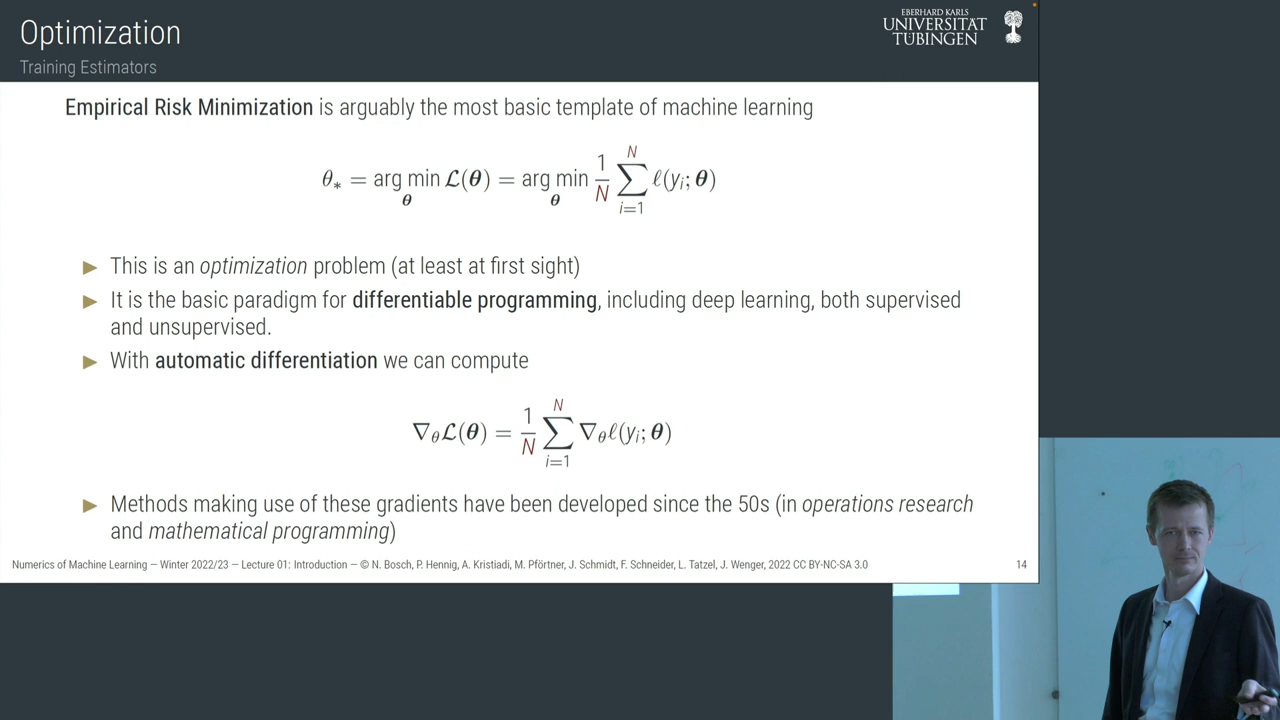 Optimization
Training Estimators
EBERHARD KARLS
UNIVERSITÄT
TÜBINGEN
Empirical Risk Minimization is arguably the most basic template of machine learning
θ∗ = arg min_θ 𝓛(θ) = arg min_θ 1/N ∑_{i=1}^{N} ℓ(y_i; θ)
▶ This is an optimization problem (at least at first sight)
▶ It is the basic paradigm for differentiable programming, including deep learning, both supervised
and unsupervised.
▶ With automatic differentiation we can compute
∇_θ 𝓛(θ) = 1/N ∑_{i=1}^{N} ∇_θ ℓ(y_i; θ)
▶ Methods making use of these gradients have been developed since the 50s (in operations research
and mathematical programming)
Numerics of Machine Learning — Winter 2022/23 — Lecture 01: Introduction — © N. Bosch, P. Hennig, A. Kristiadi, M. Pförtner, J. Schmidt, F. Schneider, L. Tatzel, J. Wenger, 2022 CC BY-NC-SA 3.0 14